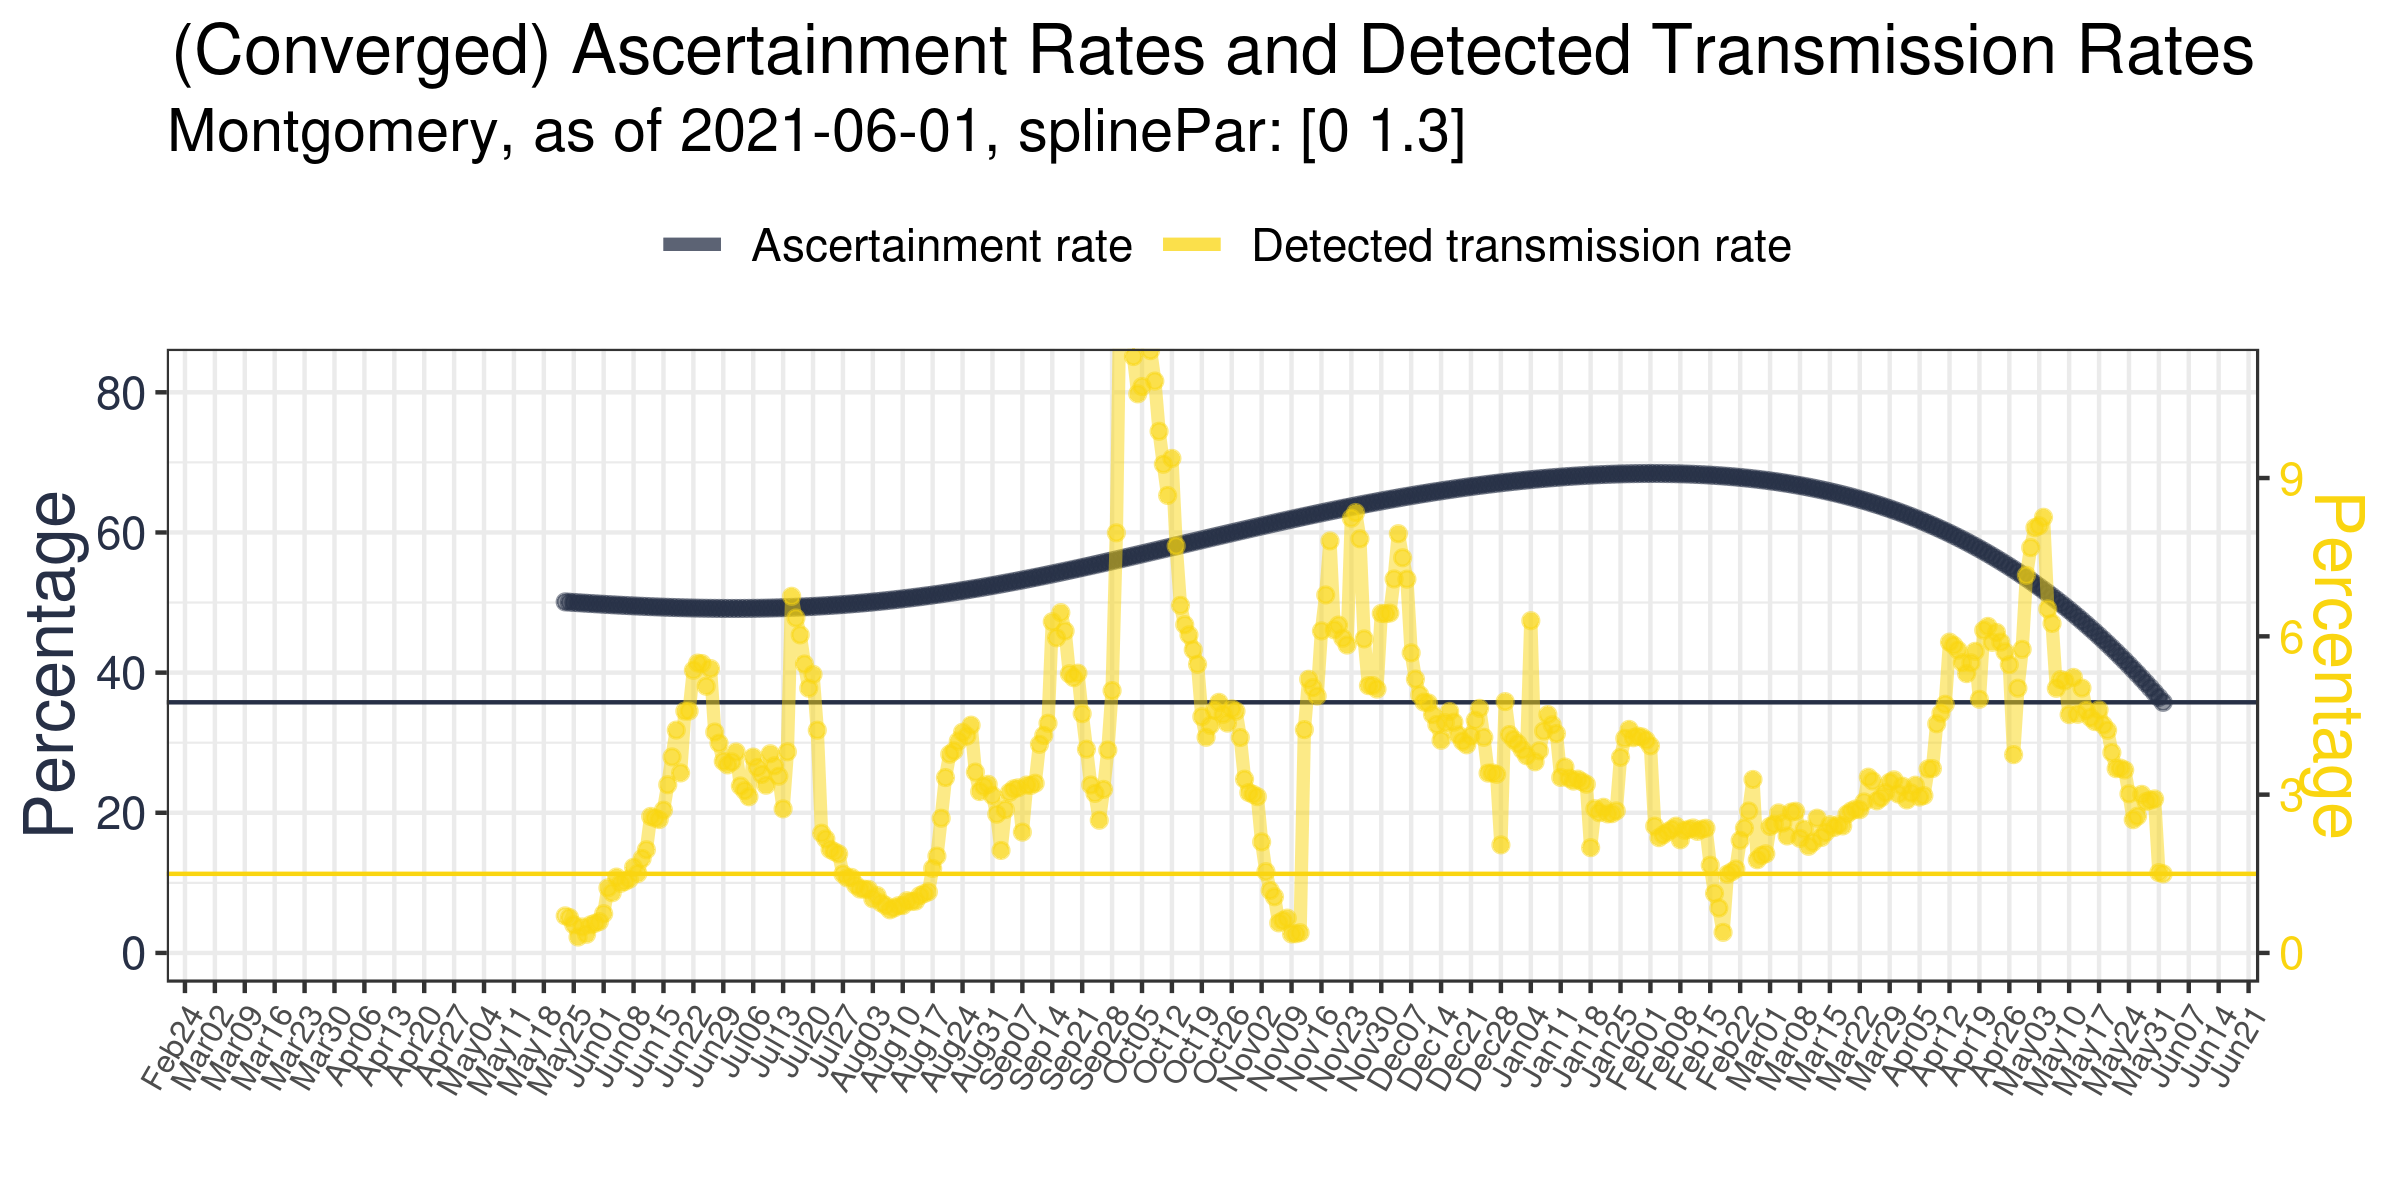 (Converged) Ascertainment Rates and Detected Transmission Rates
Montgomery, as of 2021-06-01, splinePar: [0 1.3]
Ascertainment rate
Detected transmission rate
Percentage
80
60
40
20
0
9
6
3
0
Percentage
Feb24
Mar02
Mar09
Mar16
Mar23
Mar30
Apr06
Apr13
Apr20
Apr27
May04
May11
May18
May25
Jun01
Jun08
Jun15
Jun22
Jun29
Jul06
Jul13
Jul20
Jul27
Aug03
Aug10
Aug17
Aug24
Aug31
Sep07
Sep14
Sep21
Sep28
Oct05
Oct12
Oct19
Oct26
Nov02
Nov09
Nov16
Nov23
Nov30
Dec07
Dec14
Dec21
Dec28
Jan04
Jan11
Jan18
Jan25
Feb01
Feb08
Feb15
Feb22
Mar01
Mar08
Mar15
Mar22
Mar29
Apr05
Apr12
Apr19
Apr26
May03
May10
May17
May24
May31
Jun07
Jun14
Jun21